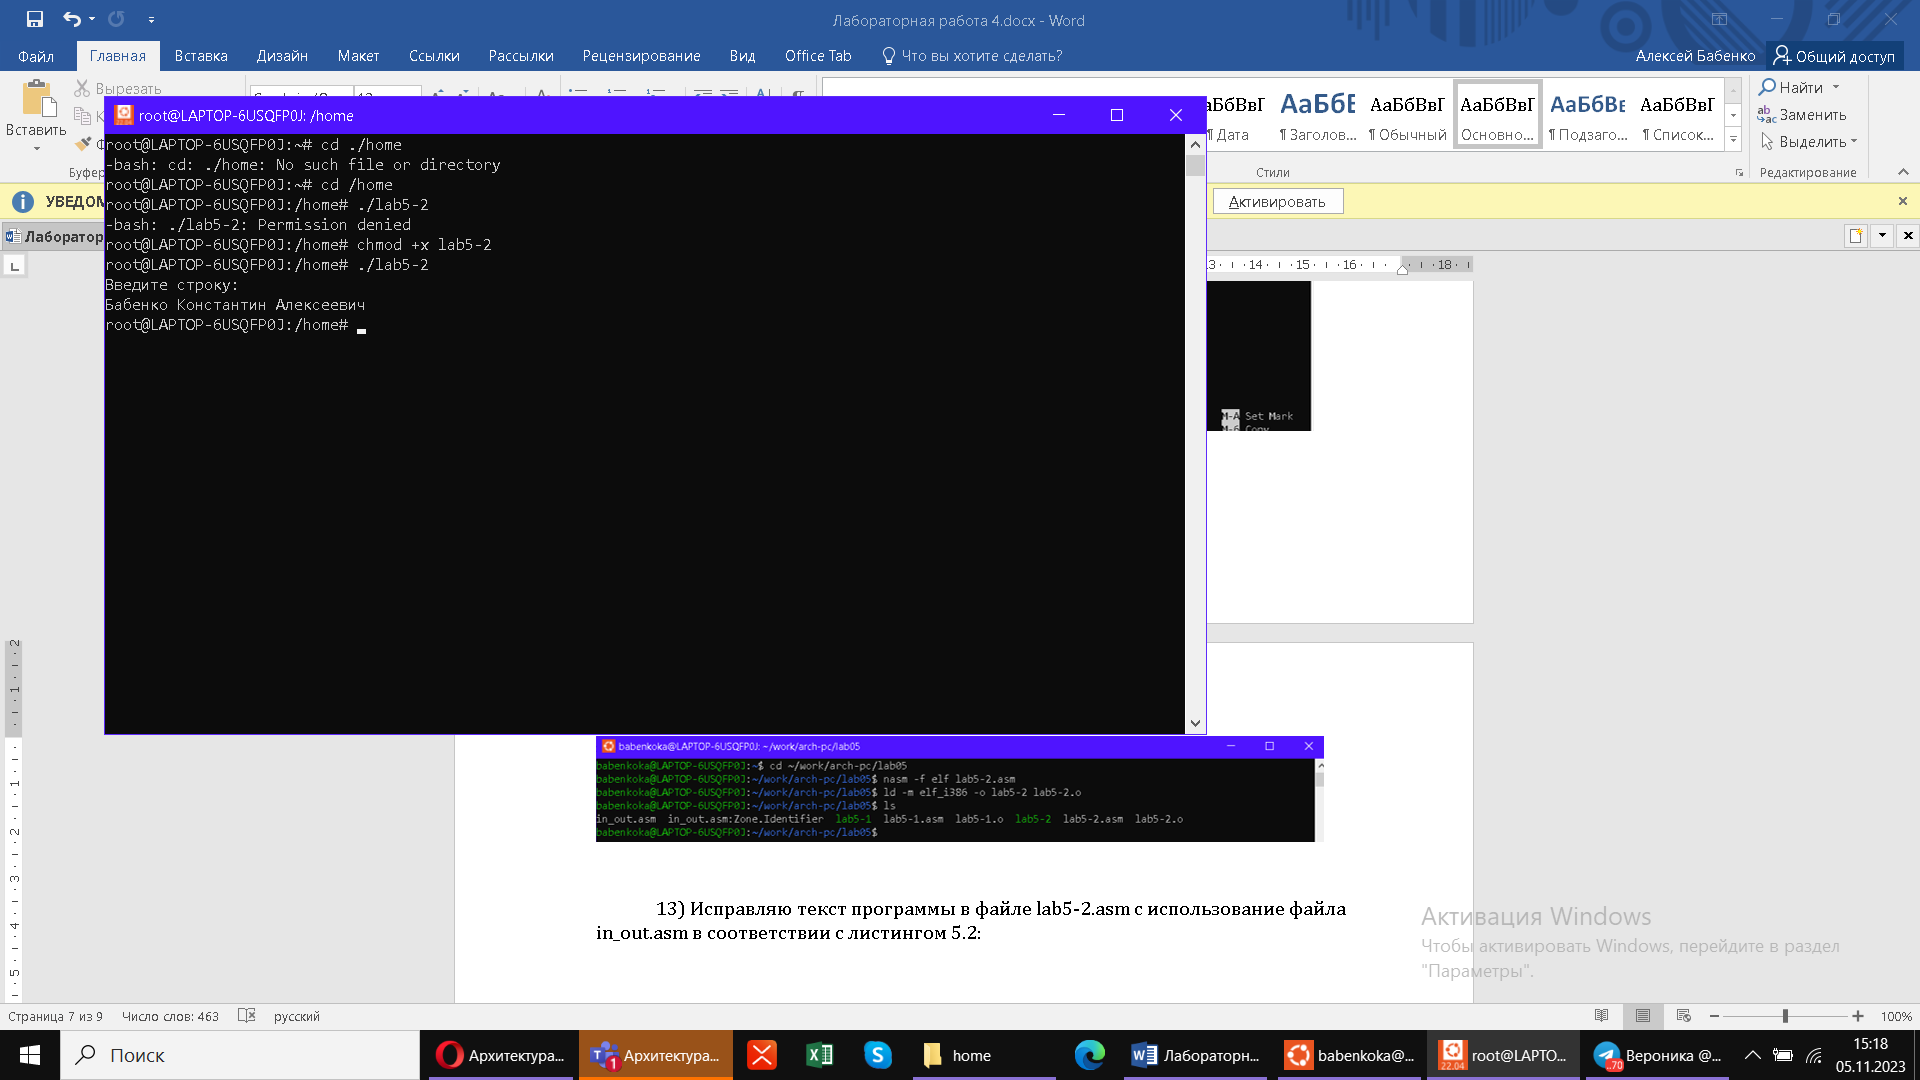 Лабораторная работа 4.docx - Word
Файл Главная Вставка Дизайн Макет Ссылки Рассылки Рецензирование Вид Office Tab Что вы хотите сделать? Алексей Бабенко Общий доступ
Вырезать
Вставить
АаБбВвГ АаБбВ АаБбВвГ АаБбВвГ АаБбВв АаБбВвГ
¶ Дата ¶ Заголов... ¶ Обычный Основно... ¶ Подзаго... ¶ Список...
Найти
Заменить
Выделить
Стили Редактирование
root@LAPTOP-6USQFP0J: /home
root@LAPTOP-6USQFP0J:~# cd ./home
-bash: cd: ./home: No such file or directory
root@LAPTOP-6USQFP0J:~# cd /home
root@LAPTOP-6USQFP0J:/home# ./lab5-2
-bash: ./lab5-2: Permission denied
root@LAPTOP-6USQFP0J:/home# chmod +x lab5-2
root@LAPTOP-6USQFP0J:/home# ./lab5-2
Введите строку:
Бабенко Константин Алексеевич
root@LAPTOP-6USQFP0J:/home#
Активировать
13 14 15 16 18
M-A Set Mark
M-6 Copy
babenkoka@LAPTOP-6USQFP0J: ~/work/arch-pc/lab05
babenkoka@LAPTOP-6USQFP0J:~$ cd ~/work/arch-pc/lab05
babenkoka@LAPTOP-6USQFP0J:~/work/arch-pc/lab05$ nasm -f elf lab5-2.asm
babenkoka@LAPTOP-6USQFP0J:~/work/arch-pc/lab05$ ld -m elf_i386 -o lab5-2 lab5-2.o
babenkoka@LAPTOP-6USQFP0J:~/work/arch-pc/lab05$ ls
in_out.asm in_out.asm:Zone.Identifier lab5-1 lab5-1.asm lab5-1.o lab5-2 lab5-2.asm lab5-2.o
babenkoka@LAPTOP-6USQFP0J:~/work/arch-pc/lab05$
13) Исправляю текст программы в файле lab5-2.asm с использование файла
in_out.asm в соответствии с листингом 5.2:
Активация Windows
Чтобы активировать Windows, перейдите в раздел
"Параметры".
Страница 7 из 9 Число слов: 463 русский 100%
Поиск Архитектура... Архитектура... home Лабораторн... babenkoka@... root@LAPTO... Вероника @...
15:18
05.11.2023